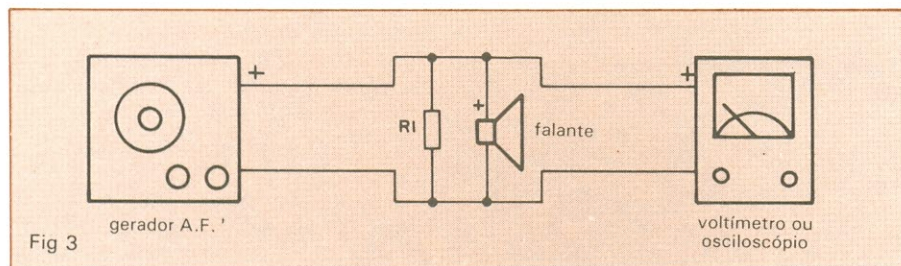 +
+
+
R1
falante
gerador A.F. '
voltímetro ou
osciloscópio
Fig 3